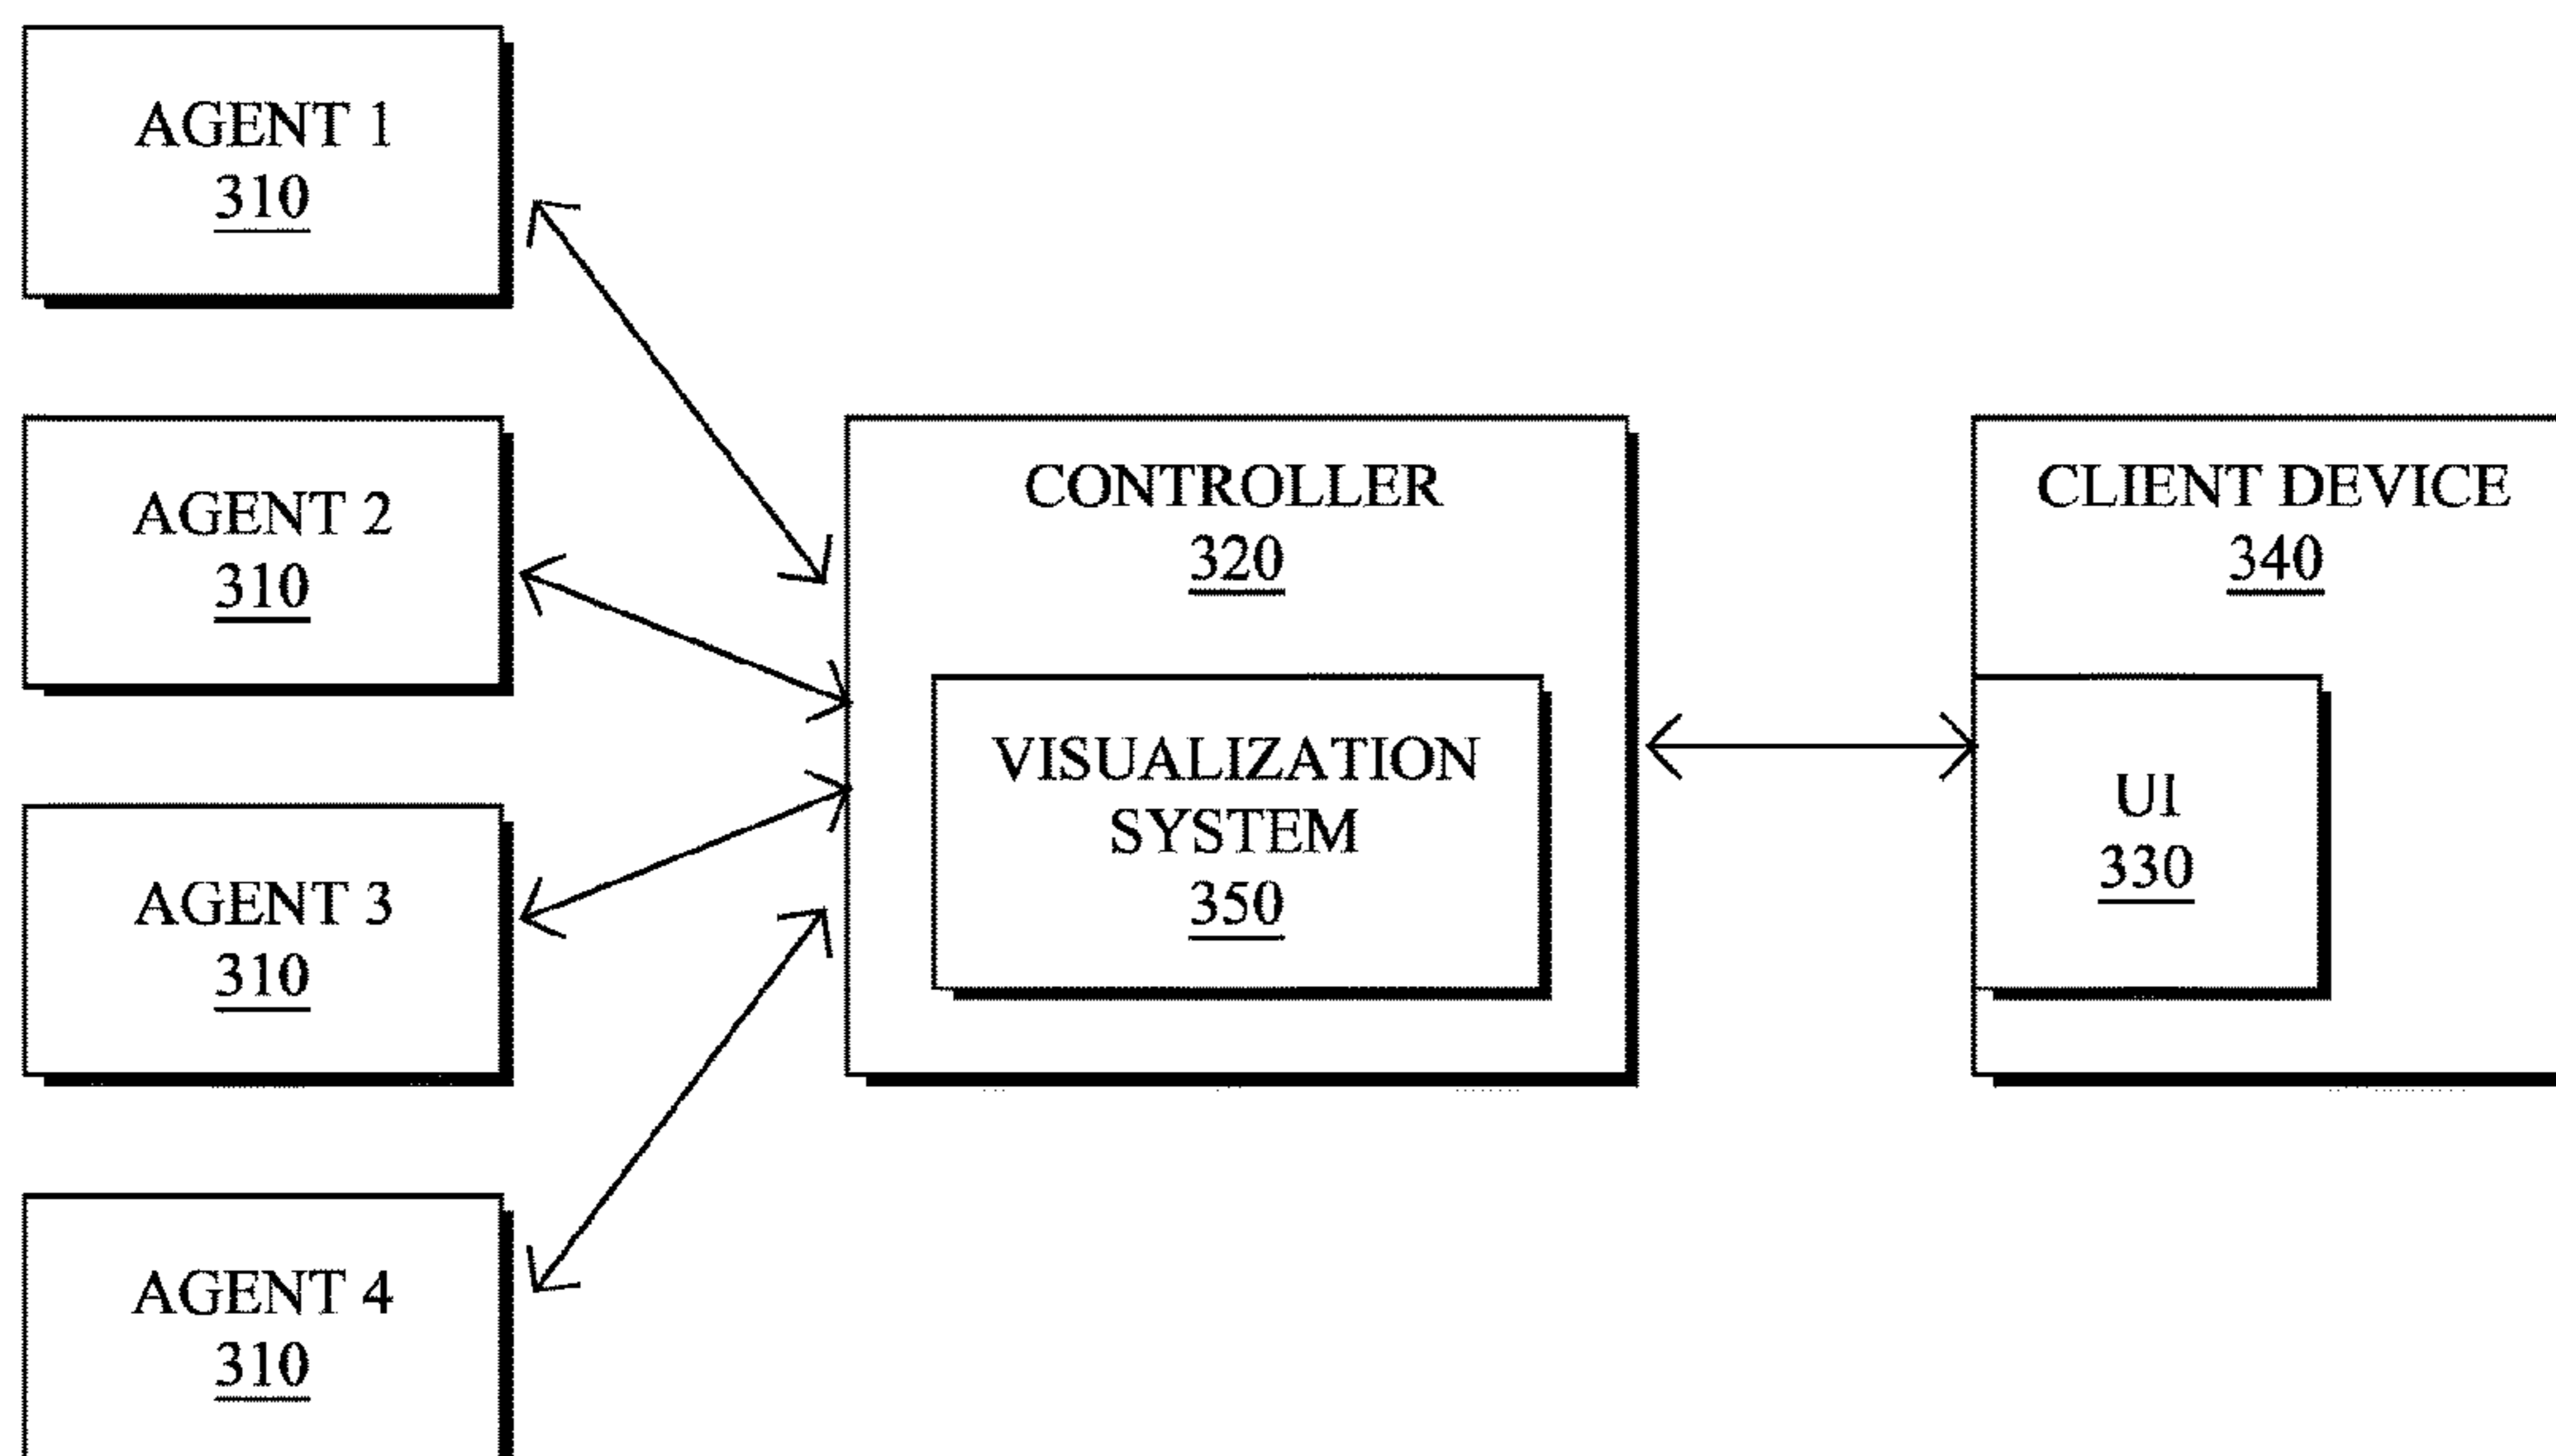 AGENT 1
310
AGENT 2
310
AGENT 3
310
AGENT 4
310
CONTROLLER
320
VISUALIZATION
SYSTEM
350
CLIENT DEVICE
340
UI
330